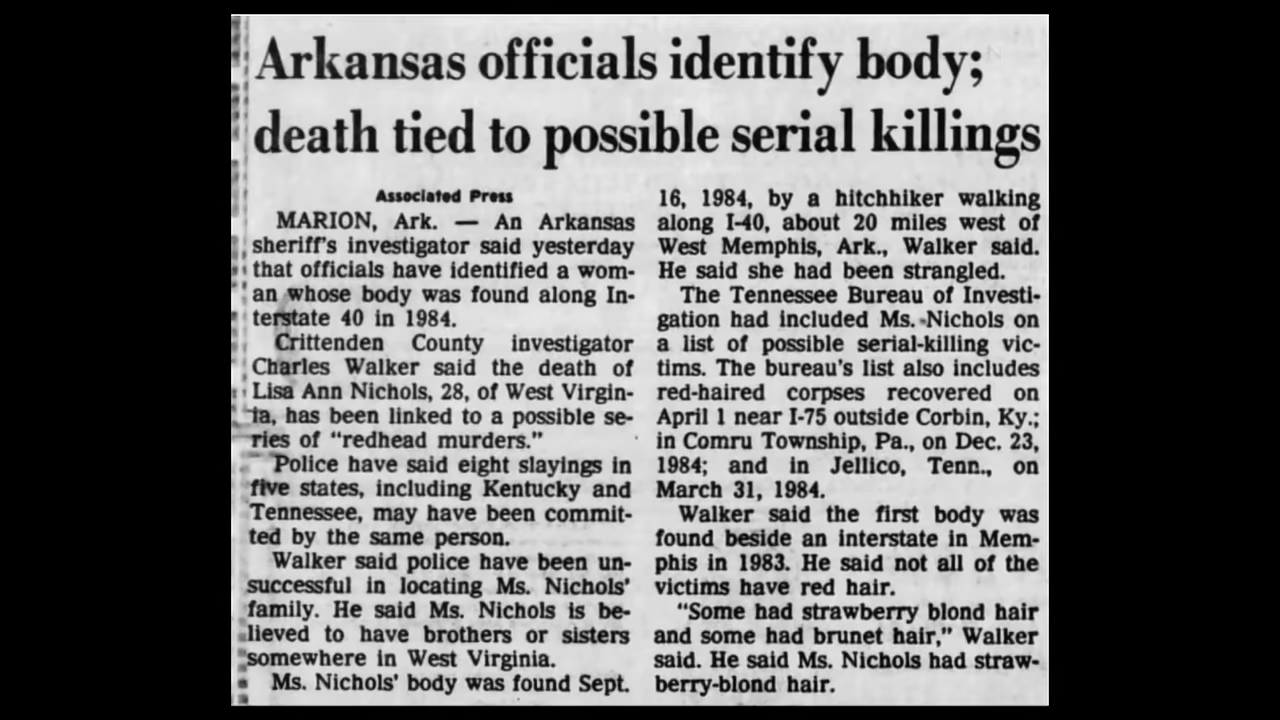 Arkansas officials identify body;
death tied to possible serial killings
Associated Press
MARION, Ark. — An Arkansas
sheriff's investigator said yesterday
that officials have identified a wom-
an whose body was found along In-
terstate 40 in 1984.
Crittenden County investigator
Charles Walker said the death of
Lisa Ann Nichols, 28, of West Virgin-
ia, has been linked to a possible se-
ries of "redhead murders."
Police have said eight slayings in
five states, including Kentucky and
Tennessee, may have been commit-
ted by the same person.
Walker said police have been un-
successful in locating Ms. Nichols'
family. He said Ms. Nichols is be-
lieved to have brothers or sisters
somewhere in West Virginia.
Ms. Nichols' body was found Sept.
16, 1984, by a hitchhiker walking
along I-40, about 20 miles west of
West Memphis, Ark., Walker said.
He said she had been strangled.
The Tennessee Bureau of Investi-
gation had included Ms. Nichols on
a list of possible serial-killing vic-
tims. The bureau's list also includes
red-haired corpses recovered on
April 1 near I-75 outside Corbin, Ky.;
in Comru Township, Pa., on Dec. 23,
1984; and in Jellico, Tenn., on
March 31, 1984.
Walker said the first body was
found beside an interstate in Mem-
phis in 1983. He said not all of the
victims have red hair.
"Some had strawberry blond hair
and some had brunet hair," Walker
said. He said Ms. Nichols had straw-
berry-blond hair.